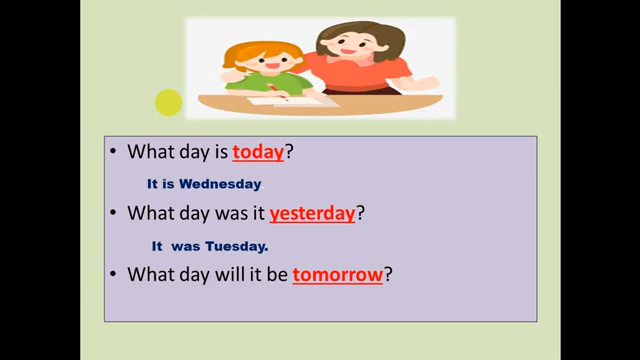 • What day is today?
It is Wednesday
• What day was it yesterday?
It was Tuesday.
• What day will it be tomorrow?